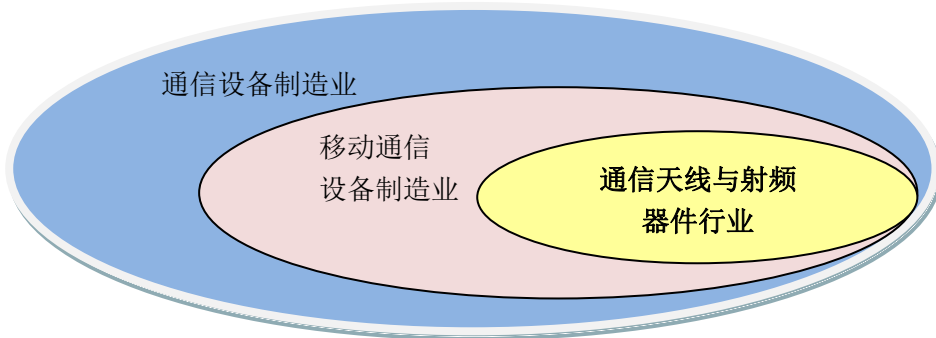 通信设备制造业
移动通信
设备制造业
通信天线与射频
器件行业